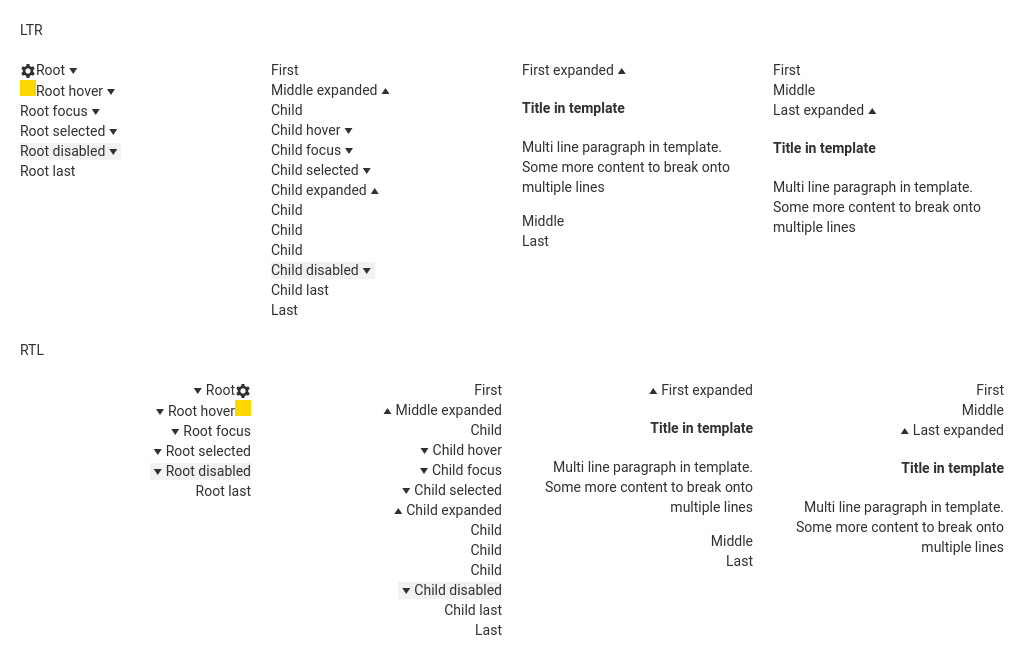 LTR
Root
Root hover
Root focus
Root selected
Root disabled
Root last
First
Middle expanded
Child
Child hover
Child focus
Child selected
Child expanded
Child
Child
Child
Child disabled
Child last
Last
First expanded
Title in template
Multi line paragraph in template.
Some more content to break onto
multiple lines
Middle
Last
First
Middle
Last expanded
Title in template
Multi line paragraph in template.
Some more content to break onto
multiple lines
RTL
Root
Root hover
Root focus
Root selected
Root disabled
Root last
First
Middle expanded
Child
Child hover
Child focus
Child selected
Child expanded
Child
Child
Child
Child disabled
Child last
Last
First expanded
Title in template
Multi line paragraph in template.
Some more content to break onto
multiple lines
Middle
Last
First
Middle
Last expanded
Title in template
Multi line paragraph in template.
Some more content to break onto
multiple lines